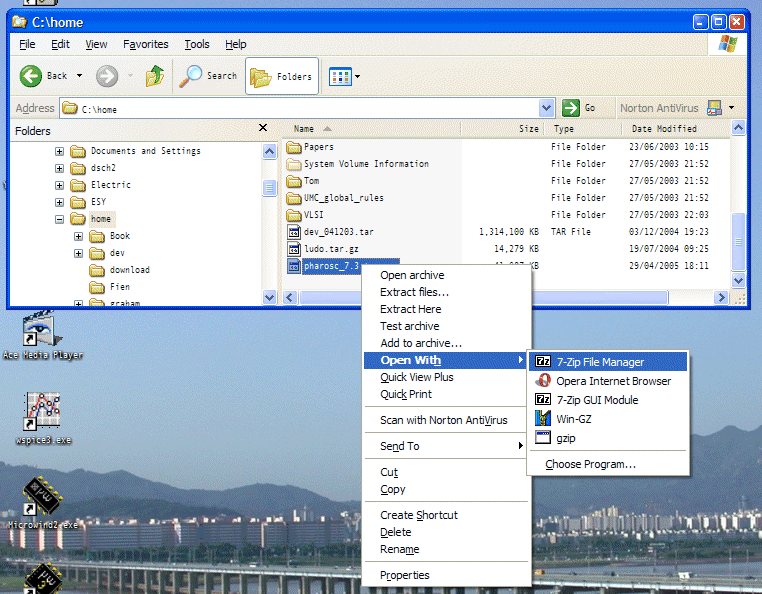 C:\home
File Edit View Favorites Tools Help
Back Search Folders
Address C:\home Go Norton AntiVirus
Folders
Name Size Type Date Modified
Documents and Settings
dsch2
Electric
ESY
home
Book
dev
download
Fien
graham
Papers File Folder 23/06/2003 10:15
System Volume Information File Folder 27/05/2003 21:52
Tom File Folder 27/05/2003 21:52
UMC_global_rules File Folder 27/05/2003 21:52
VLSI File Folder 27/05/2003 22:03
dev_041203.tar 1,314,100 KB TAR File 03/12/2004 19:23
ludo.tar.gz 14,279 KB 19/07/2004 09:25
pharosc_7.3 KB 29/04/2005 18:11
Open archive
Extract files...
Extract Here
Test archive
Add to archive...
Open With
Quick View Plus
Quick Print
Scan with Norton AntiVirus
Send To
Cut
Copy
Create Shortcut
Delete
Rename
Properties
7-Zip File Manager
Opera Internet Browser
7-Zip GUI Module
Win-GZ
gzip
Choose Program...
Ace Media Player
wspice3.exe
Microwind2.exe